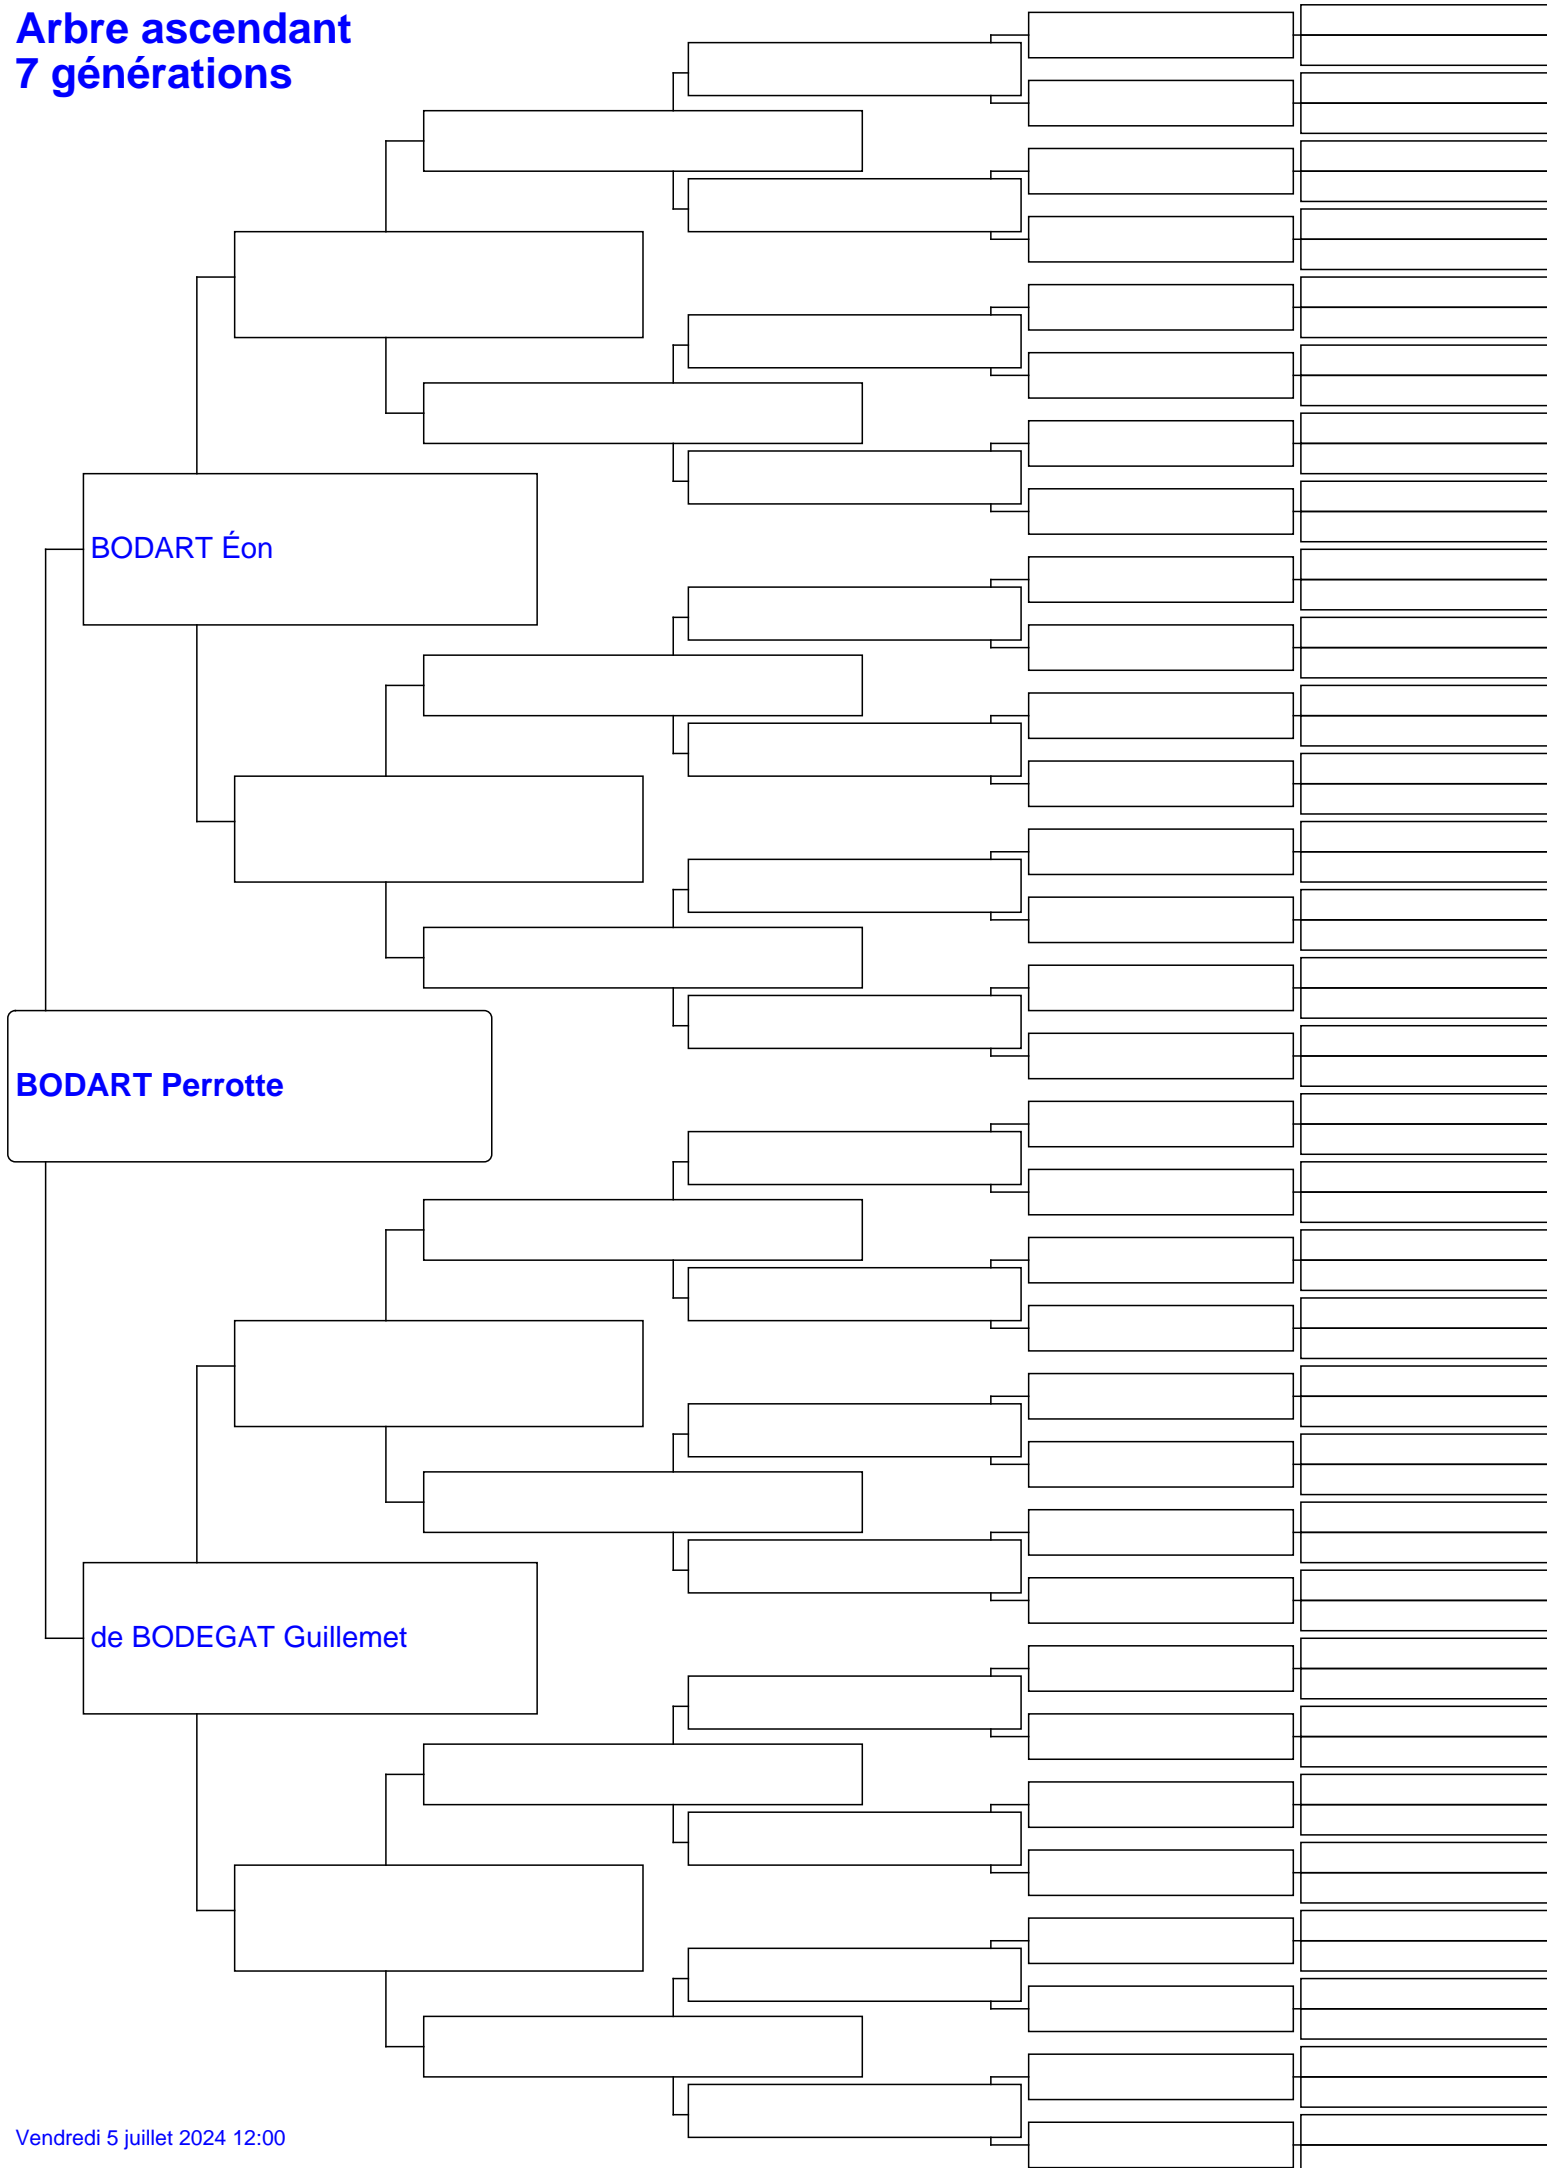 Arbre ascendant
7 générations
BODART Éon
BODART Perrotte
de BODEGAT Guillemet
Vendredi 5 juillet 2024 12:00